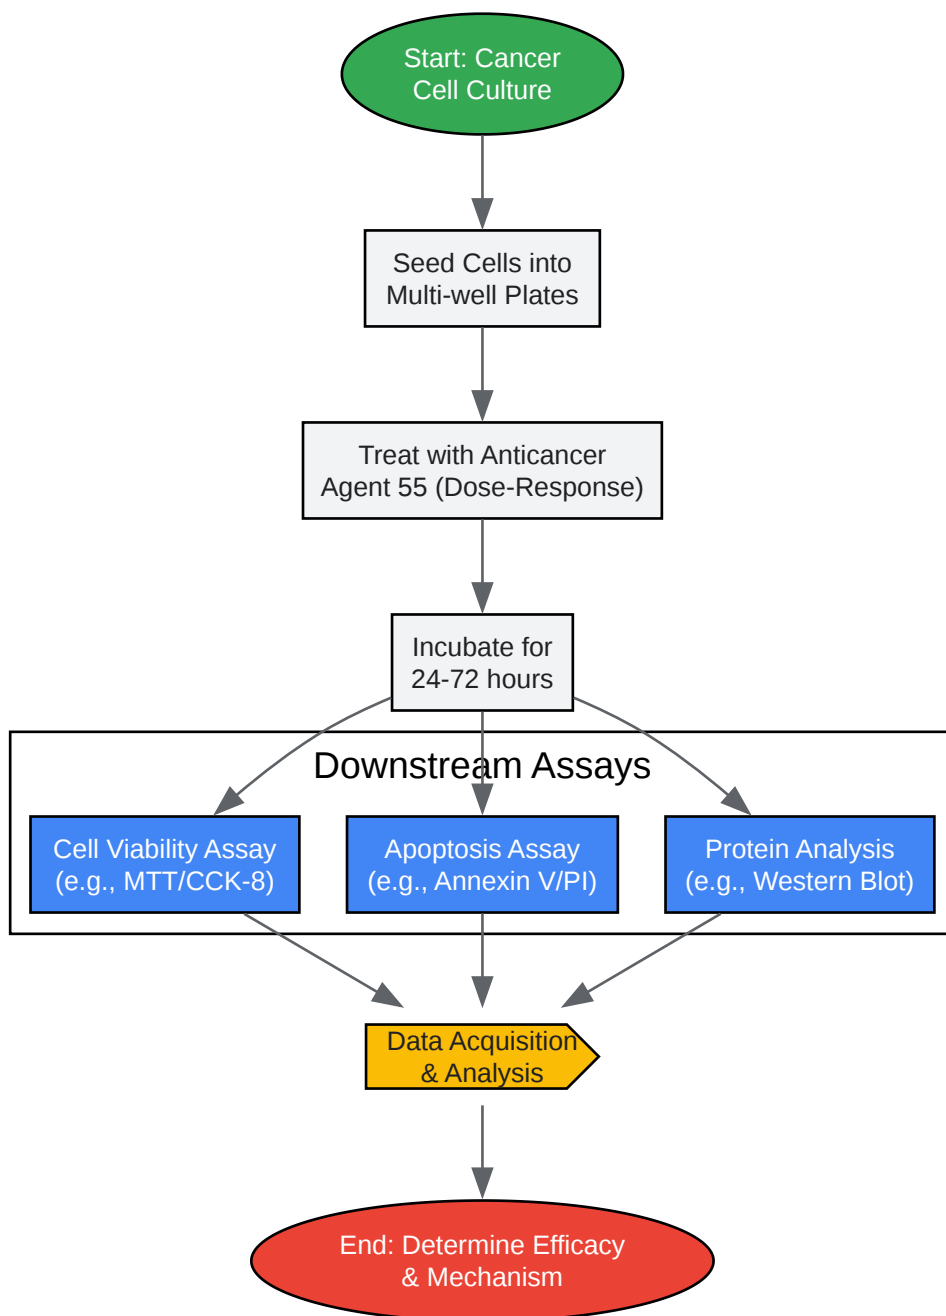 Start: Cancer
Cell Culture
Seed Cells into
Multi-well Plates
Treat with Anticancer
Agent 55 (Dose-Response)
Incubate for
24-72 hours
Downstream Assays
Cell Viability Assay
(e.g., MTT/CCK-8)
Apoptosis Assay
(e.g., Annexin V/PI)
Protein Analysis
(e.g., Western Blot)
Data Acquisition
& Analysis
End: Determine Efficacy
& Mechanism